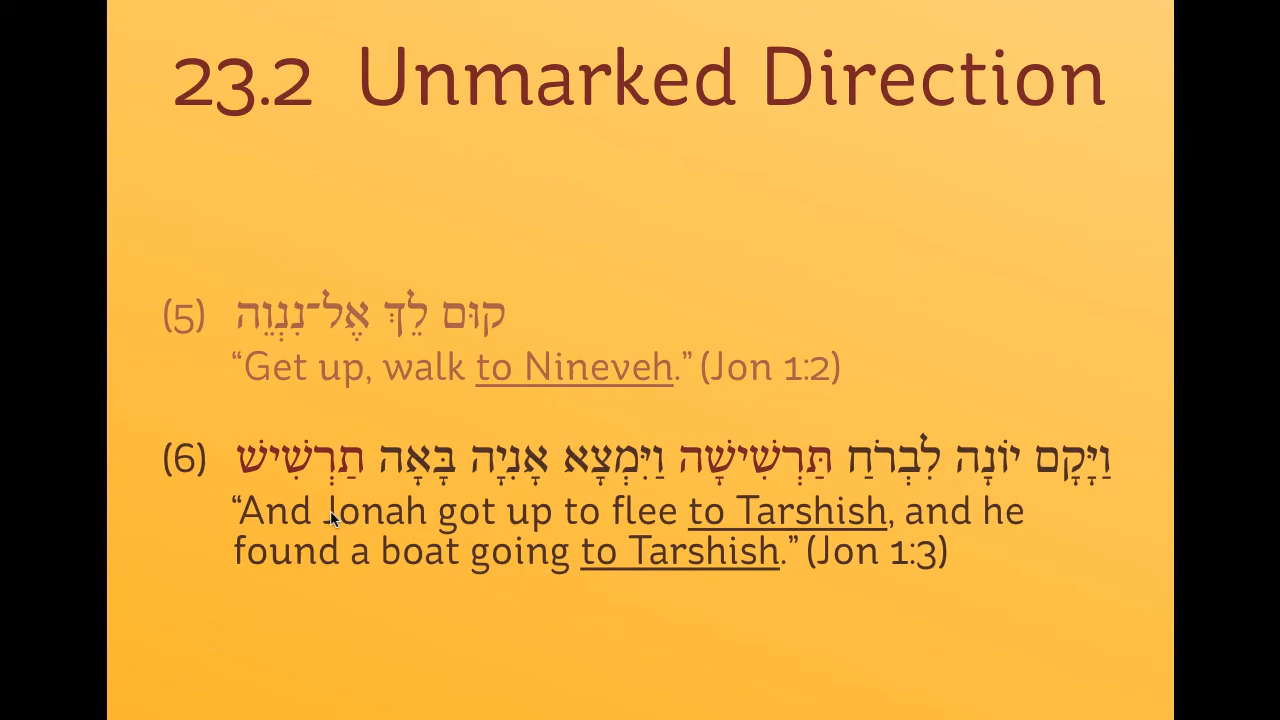 23.2 Unmarked Direction
(5) קוּם לֵךְ אֶל־נִנְוֵה
“Get up, walk to Nineveh.” (Jon 1:2)
(6) וַיָּקָם יוֹנָה לִבְרֹחַ תַּרְשִׁישָׁה וַיִּמְצָא אָנִיָּה בָּאָה תַרְשִׁישׁ
“And Jonah got up to flee to Tarshish, and he
found a boat going to Tarshish.” (Jon 1:3)